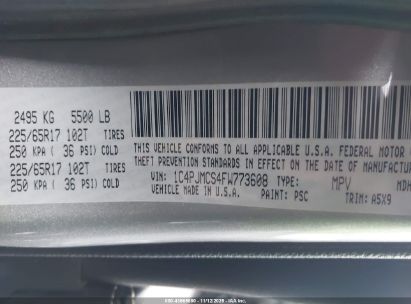 2495 KG 5500 LB
225/65R17 102T TIRES
250 KPA ( 36 PSI) COLD
225/65R17 102T TIRES
250 KPA ( 36 PSI) COLD
THIS VEHICLE CONFORMS TO ALL APPLICABLE U.S.A. FEDERAL MOTOR
THEFT PREVENTION STANDARDS IN EFFECT ON THE DATE OF MANUFA
VIN: 1C4PJMCS4FW773608 TYPE: MPV MDH
MADE IN U.S.A. PAINT: PSC TRIM: A5X9